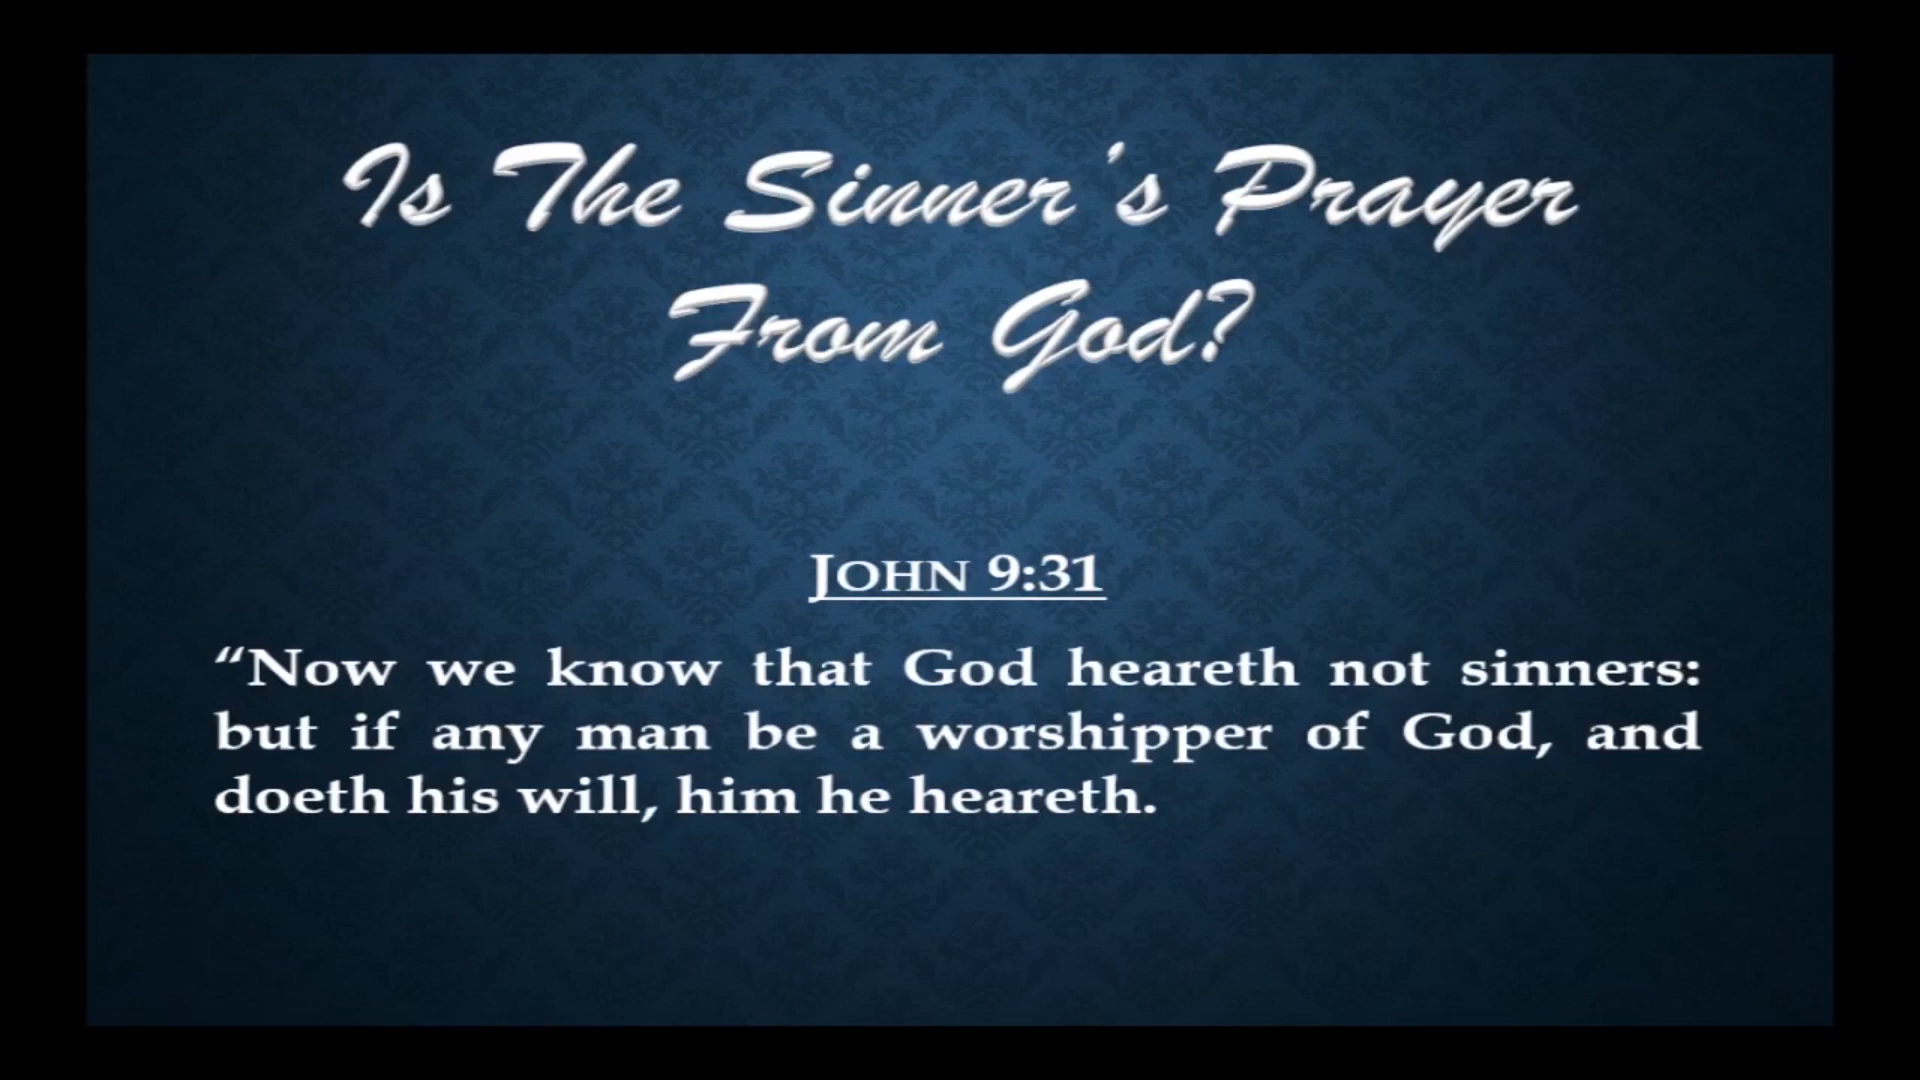 Is The Sinner's Prayer
From God?
JOHN 9:31
“Now we know that God heareth not sinners:
but if any man be a worshipper of God, and
doeth his will, him he heareth.